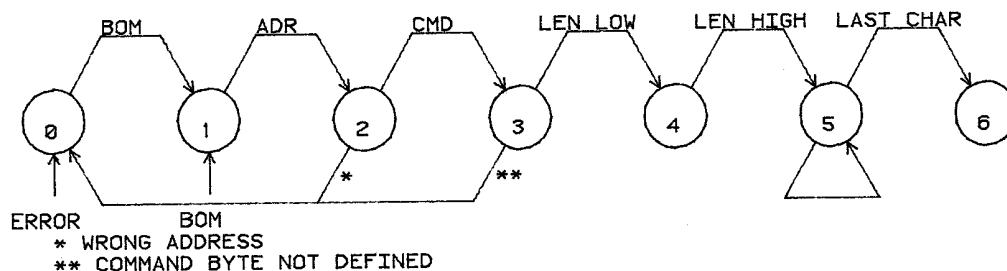 BOM ADR CMD LEN LOW LEN HIGH LAST CHAR
0 1 2 3 4 5 6
* **
ERROR BOM
* WRONG ADDRESS
** COMMAND BYTE NOT DEFINED